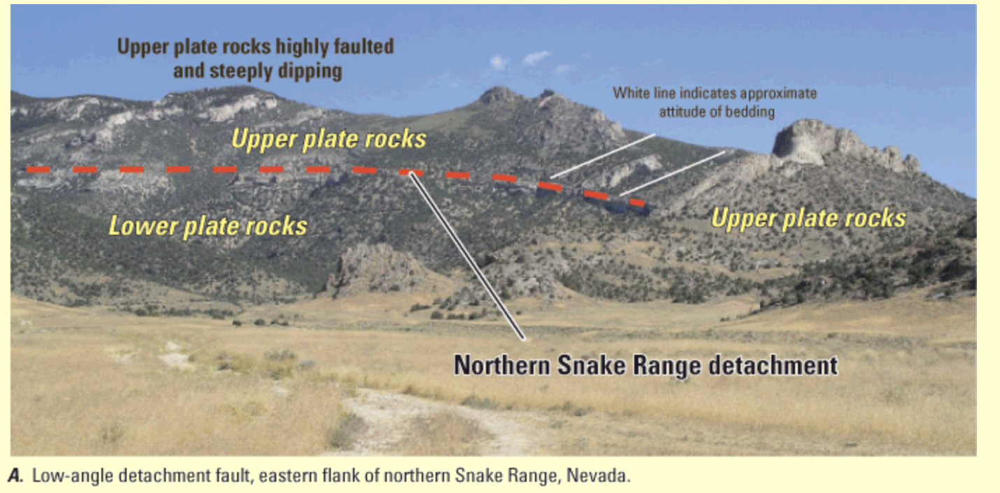 Upper plate rocks highly faulted
and steeply dipping
White line indicates approximate
attitude of bedding
Upper plate rocks
Lower plate rocks
Upper plate rocks
Northern Snake Range detachment
A. Low-angle detachment fault, eastern flank of northern Snake Range, Nevada.